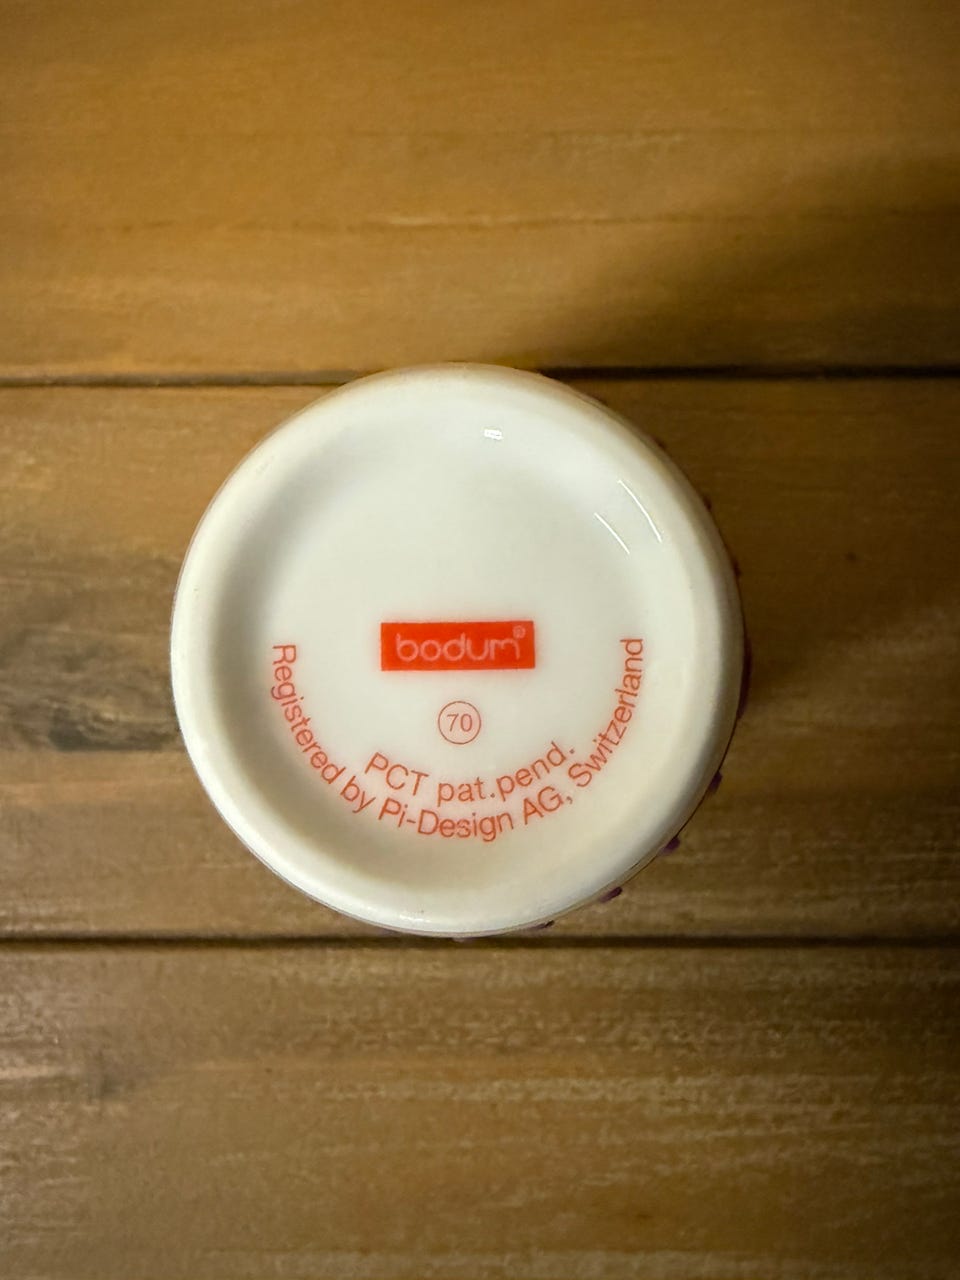 bodum®
70
PCT pat.pend.
Registered by Pi-Design AG, Switzerland